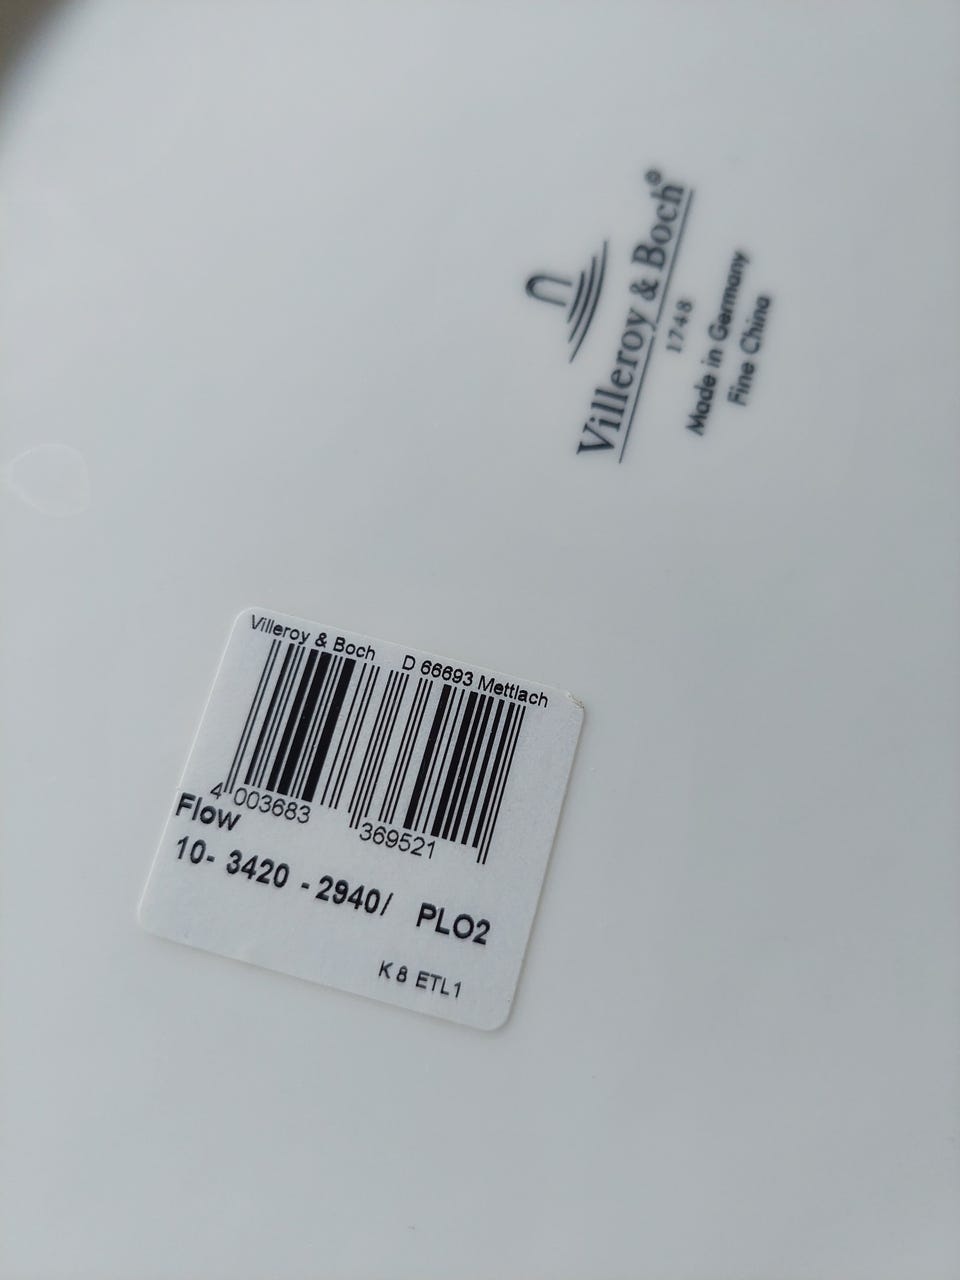 Villeroy & Boch®
1748
Made in Germany
Fine China
Villeroy & Boch D 66693 Mettlach
4 003683 369521
Flow
10- 3420 - 2940/ PLO2
K 8 ETL1